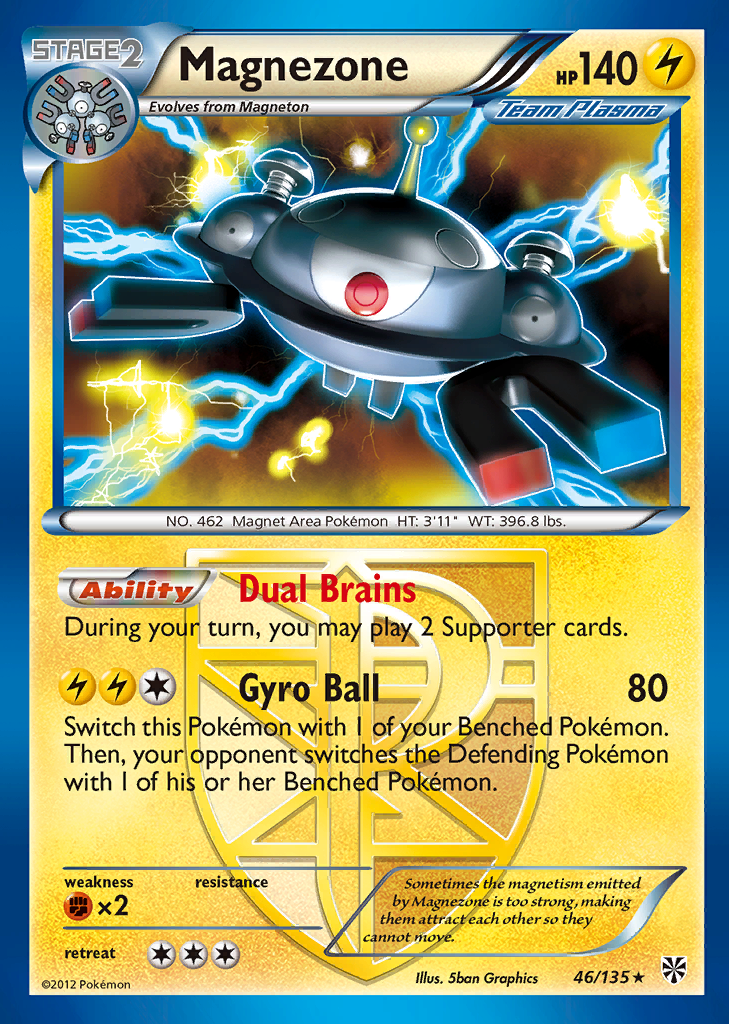 STAGE2
Magnezone
HP140
Evolves from Magneton
Team Plasma
NO. 462 Magnet Area Pokémon HT: 3'11" WT: 396.8 lbs.
Ability Dual Brains
During your turn, you may play 2 Supporter cards.
Gyro Ball 80
Switch this Pokémon with 1 of your Benched Pokémon.
Then, your opponent switches the Defending Pokémon
with 1 of his or her Benched Pokémon.
weakness resistance
×2
retreat
Sometimes the magnetism emitted
by Magnezone is too strong, making
them attract each other so they
cannot move.
©2012 Pokémon
Illus. 5ban Graphics
46/135★